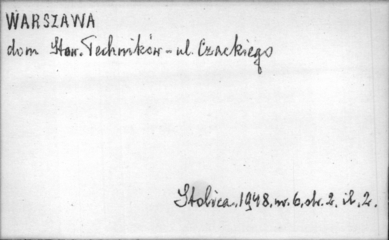 WARSZAWA
dom Stow. Techników - ul. Czackiego
Stolica, 1948, nr. 6, str. 2, il. 2.